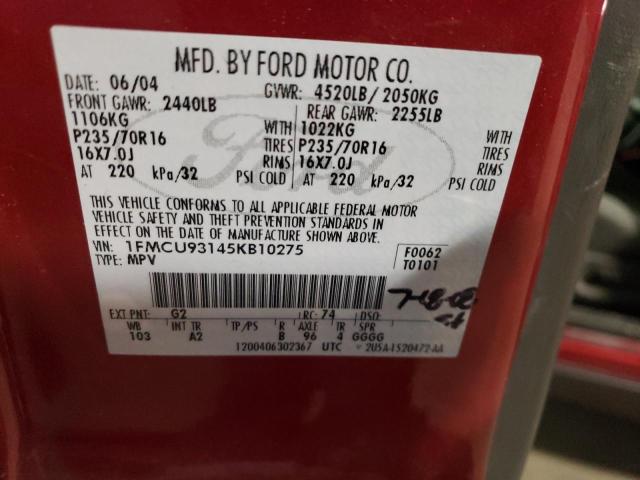 MFD. BY FORD MOTOR CO.
DATE: 06/04 GVWR: 4520LB/ 2050KG
FRONT GAWR: 2440LB REAR GAWR: 2255LB
1106KG WITH 1022KG WITH
P235/70R16 TIRES P235/70R16 TIRES
16X7.0J RIMS 16X7.0J RIMS
AT 220 kPa/32 PSI COLD AT 220 kPa/32 PSI COLD
THIS VEHICLE CONFORMS TO ALL APPLICABLE FEDERAL MOTOR
VEHICLE SAFETY AND THEFT PREVENTION STANDARDS IN
EFFECT ON THE DATE OF MANUFACTURE SHOWN ABOVE.
VIN: 1FMCU93145KB10275 F0062
TYPE: MPV T0101
EXT PNT: G2 RC: 74 DSO:
WB INT TR TP/PS R AXLE TR SPR
103 A2 B 96 4 GGGG
1200406302367 UTC
Ford